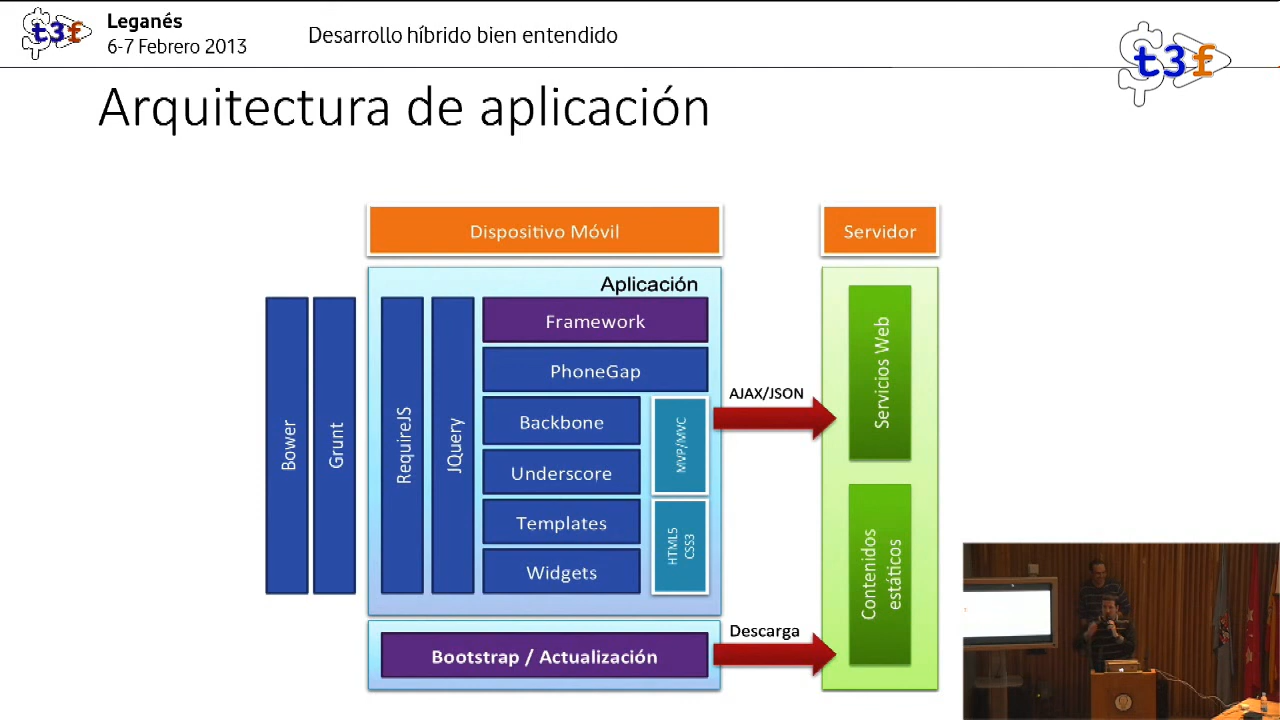 t3f
Leganés
6-7 Febrero 2013
Desarrollo híbrido bien entendido
t3f
Arquitectura de aplicación
Dispositivo Móvil
Servidor
Aplicación
Bower
Grunt
RequireJS
JQuery
Framework
PhoneGap
Backbone
Underscore
Templates
Widgets
MVP/MVC
HTML5
CSS3
AJAX/JSON
Servicios Web
Contenidos
estáticos
Bootstrap / Actualización
Descarga